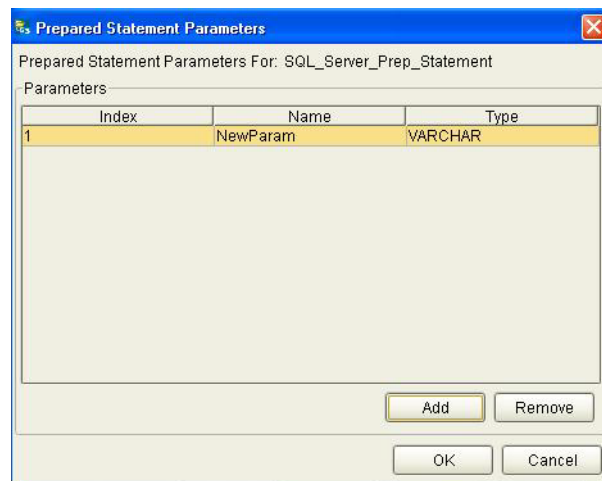 Prepared Statement Parameters
Prepared Statement Parameters For: SQL_Server_Prep_Statement
Parameters
Index Name Type
1 NewParam VARCHAR
Add Remove
OK Cancel